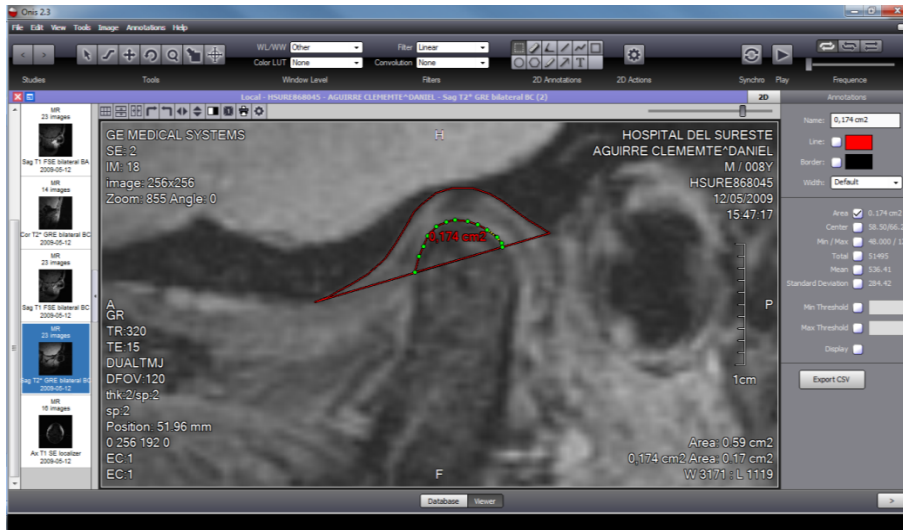 Onis 2.3
File Edit View Tools Image Annotations Help
WL/WW Other Filter Linear
Color LUT None Convolution None
Studies Tools Window Level Filters 2D Annotations 2D Actions Synchro Play Frequence
Local - HSURE868045 - AGUIRRE CLEMEMTE^DANIEL - Sag T2* GRE bilateral BC {2} 2D Annotations
MR
23 images
Sag T1 FSE bilateral BA
2009-05-12
MR
14 images
Cor T2* GRE bilateral BC
2009-05-12
MR
23 images
Sag T1 FSE bilateral BC
2009-05-12
MR
23 images
Sag T2* GRE bilateral BC
2009-05-12
MR
16 images
Ax T1 SE localizer
2009-05-12
GE MEDICAL SYSTEMS
SE: 2
IM: 18
image: 256x256
Zoom: 855 Angle: 0
H
HOSPITAL DEL SURESTE
AGUIRRE CLEMEMTE^DANIEL
M / 008Y
HSURE868045
12/05/2009
15:47:17
0,174 cm2
A
GR
TR:320
TE:15
DUALTMJ
DFOV:120
thk:2/sp:2
sp:2
Position: 51.96 mm
0 256 192 0
EC:1
EC:1
P
1cm
F
Area: 0.59 cm2
0,174 cm2 Area: 0.17 cm2
W 3171 : L 1119
Name: 0,174 cm2
Line:
Border:
Width: Default
Area 0.174 cm2
Center 58.50/66.2
Min / Max 48.000 / 1
Total 51495
Mean 536.41
Standard Deviation 284.42
Min Threshold
Max Threshold
Display
Export CSV
Database Viewer >